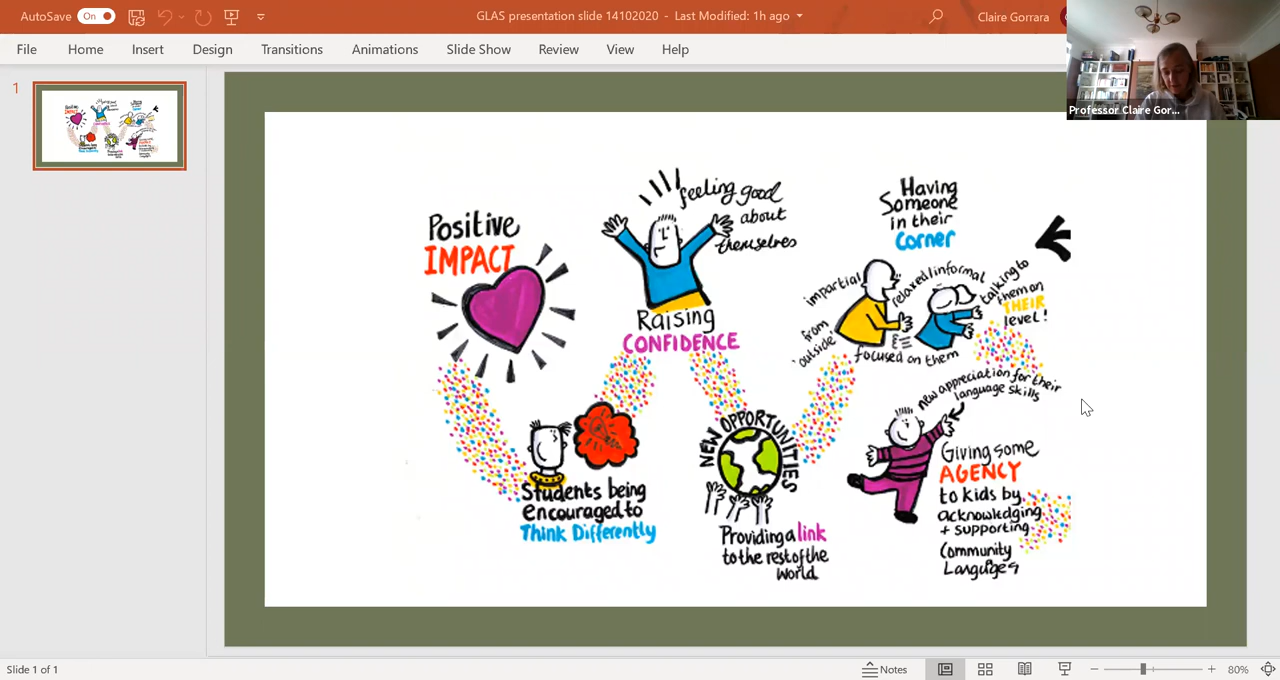 AutoSave On
GLAS presentation slide 14102020 - Last Modified: 1h ago
Claire Gorrara
File Home Insert Design Transitions Animations Slide Show Review View Help
Professor Claire Gor...
1
Positive
IMPACT
feeling good
about
themselves
Raising
CONFIDENCE
Having
Someone
in their
Corner
impartial
relaxed/informal
talking to
them on
THEIR
level!
from
'outside'
focused on them
Students being
encouraged to
Think Differently
NEW OPPORTUNITIES
Providing a link
to the rest of the
World
new appreciation for their
language skills
Giving some
AGENCY
to kids by
acknowledging
+ supporting
Community
Languages
Slide 1 of 1
Notes
80%